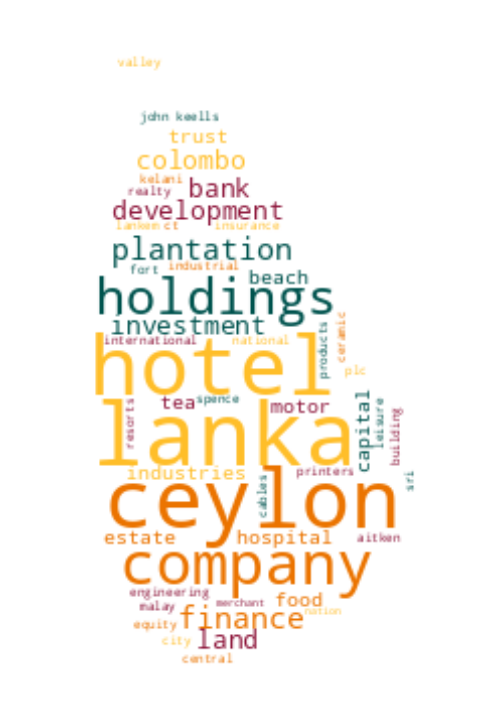 valley
john keells
trust
colombo
kelani
realty bank
development
lankem ct insurance
plantation
fort industrial
beach
holdings
investment
international national
products
ceramic
hotel
plc
tea spence
motor
resorts
capital
leisure
building
lanka
industries printers
sri
cables
ceylon
estate hospital aitken
company
engineering
malay merchant food
nation
equity finance
city land
central